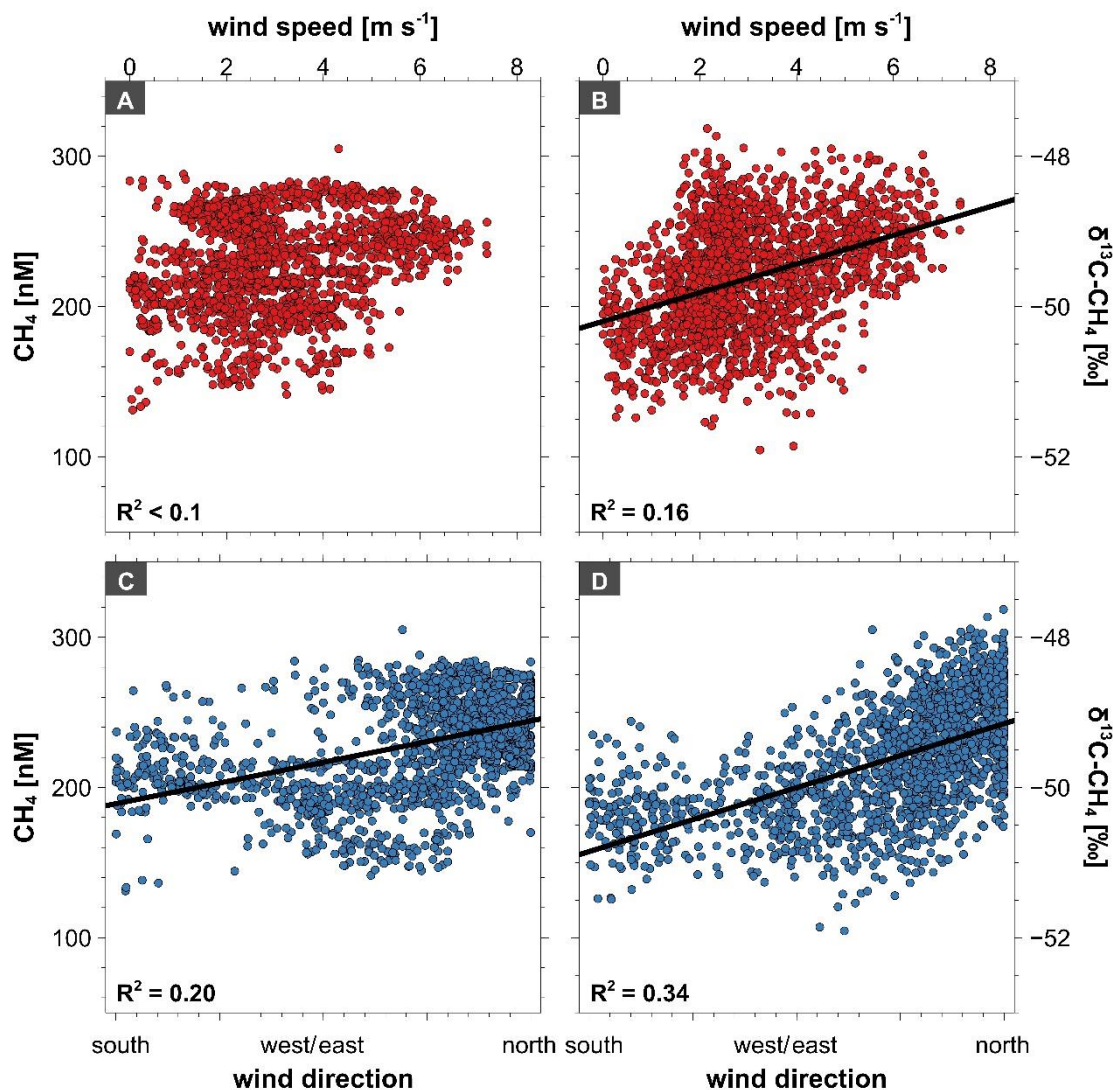 wind speed [m s⁻¹] wind speed [m s⁻¹]
0 2 4 6 8 0 2 4 6 8
A B
300 −48
CH₄ [nM] 200 −50 δ¹³C-CH₄ [‰]
100 −52
R² < 0.1 R² = 0.16
C D
300 −48
CH₄ [nM] 200 −50 δ¹³C-CH₄ [‰]
100 −52
R² = 0.20 R² = 0.34
south west/east north south west/east north
wind direction wind direction